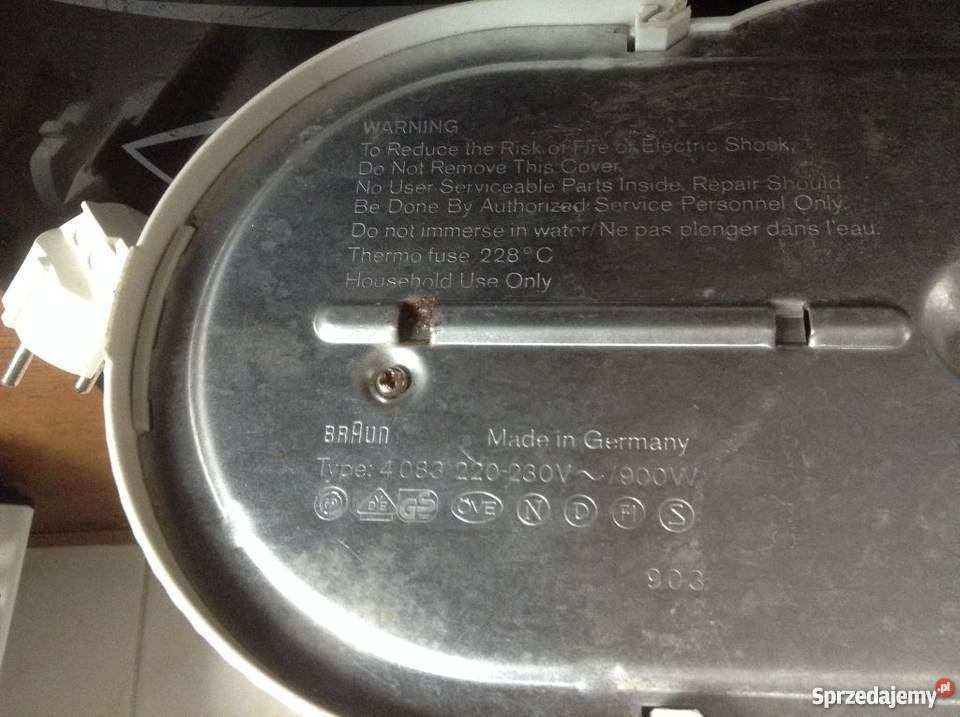 WARNING
To Reduce the Risk of Fire or Electric Shock,
Do Not Remove This Cover.
No User Serviceable Parts Inside. Repair Should
Be Done By Authorized Service Personnel Only.
Do not immerse in water/Ne pas plonger dans l'eau.
Thermo fuse 228°C
Household Use Only
BRAUN Made in Germany
Type: 4 083 220-230V~/900W
DE GS ÖVE N D FI S
903
Sprzedajemy.pl